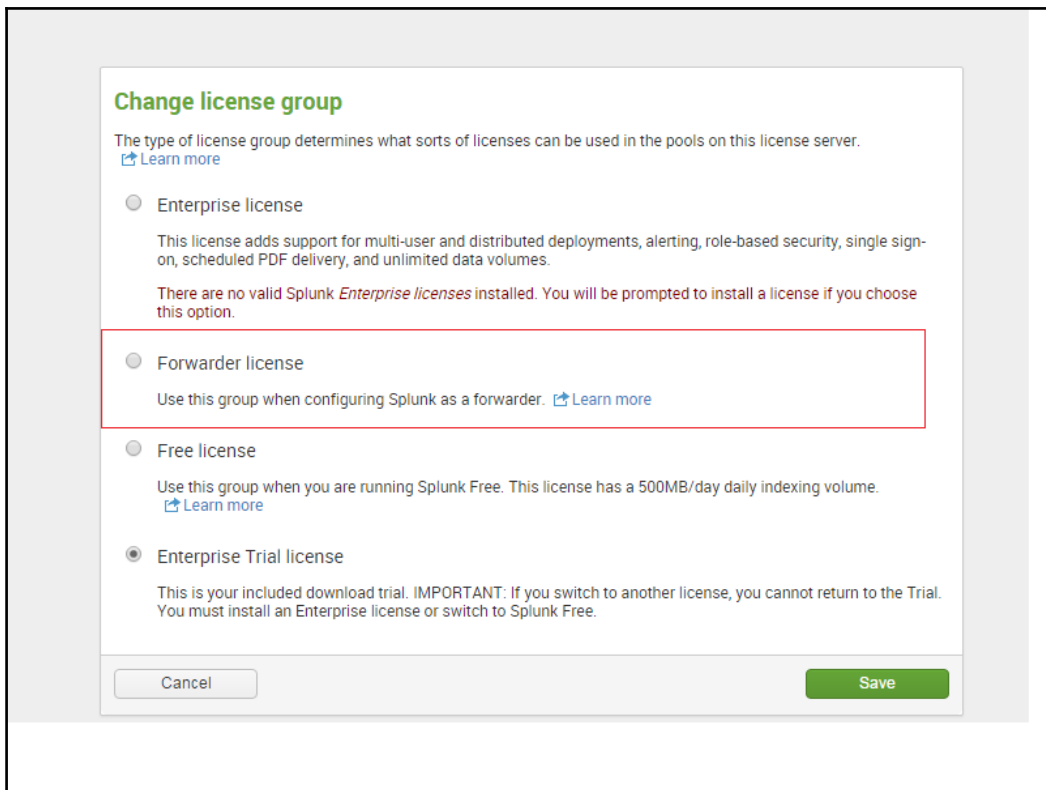 Change license group
The type of license group determines what sorts of licenses can be used in the pools on this license server.
Learn more
Enterprise license
This license adds support for multi-user and distributed deployments, alerting, role-based security, single sign-
on, scheduled PDF delivery, and unlimited data volumes.
There are no valid Splunk Enterprise licenses installed. You will be prompted to install a license if you choose
this option.
Forwarder license
Use this group when configuring Splunk as a forwarder. Learn more
Free license
Use this group when you are running Splunk Free. This license has a 500MB/day daily indexing volume.
Learn more
Enterprise Trial license
This is your included download trial. IMPORTANT: If you switch to another license, you cannot return to the Trial.
You must install an Enterprise license or switch to Splunk Free.
Cancel
Save